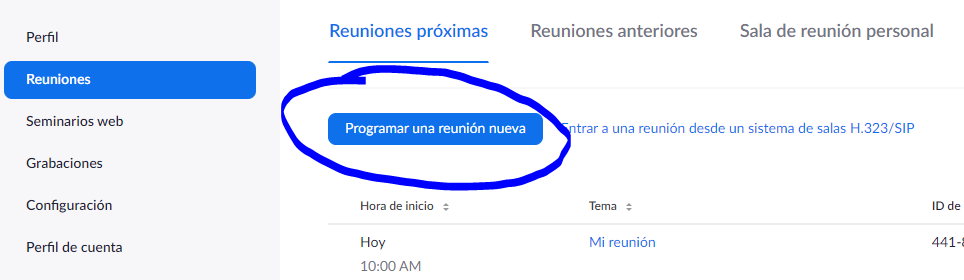 Perfil
Reuniones
Seminarios web
Grabaciones
Configuración
Perfil de cuenta
Reuniones próximas Reuniones anteriores Sala de reunión personal
Programar una reunión nueva Entrar a una reunión desde un sistema de salas H.323/SIP
Hora de inicio Tema ID de
Hoy Mi reunión 441-
10:00 AM